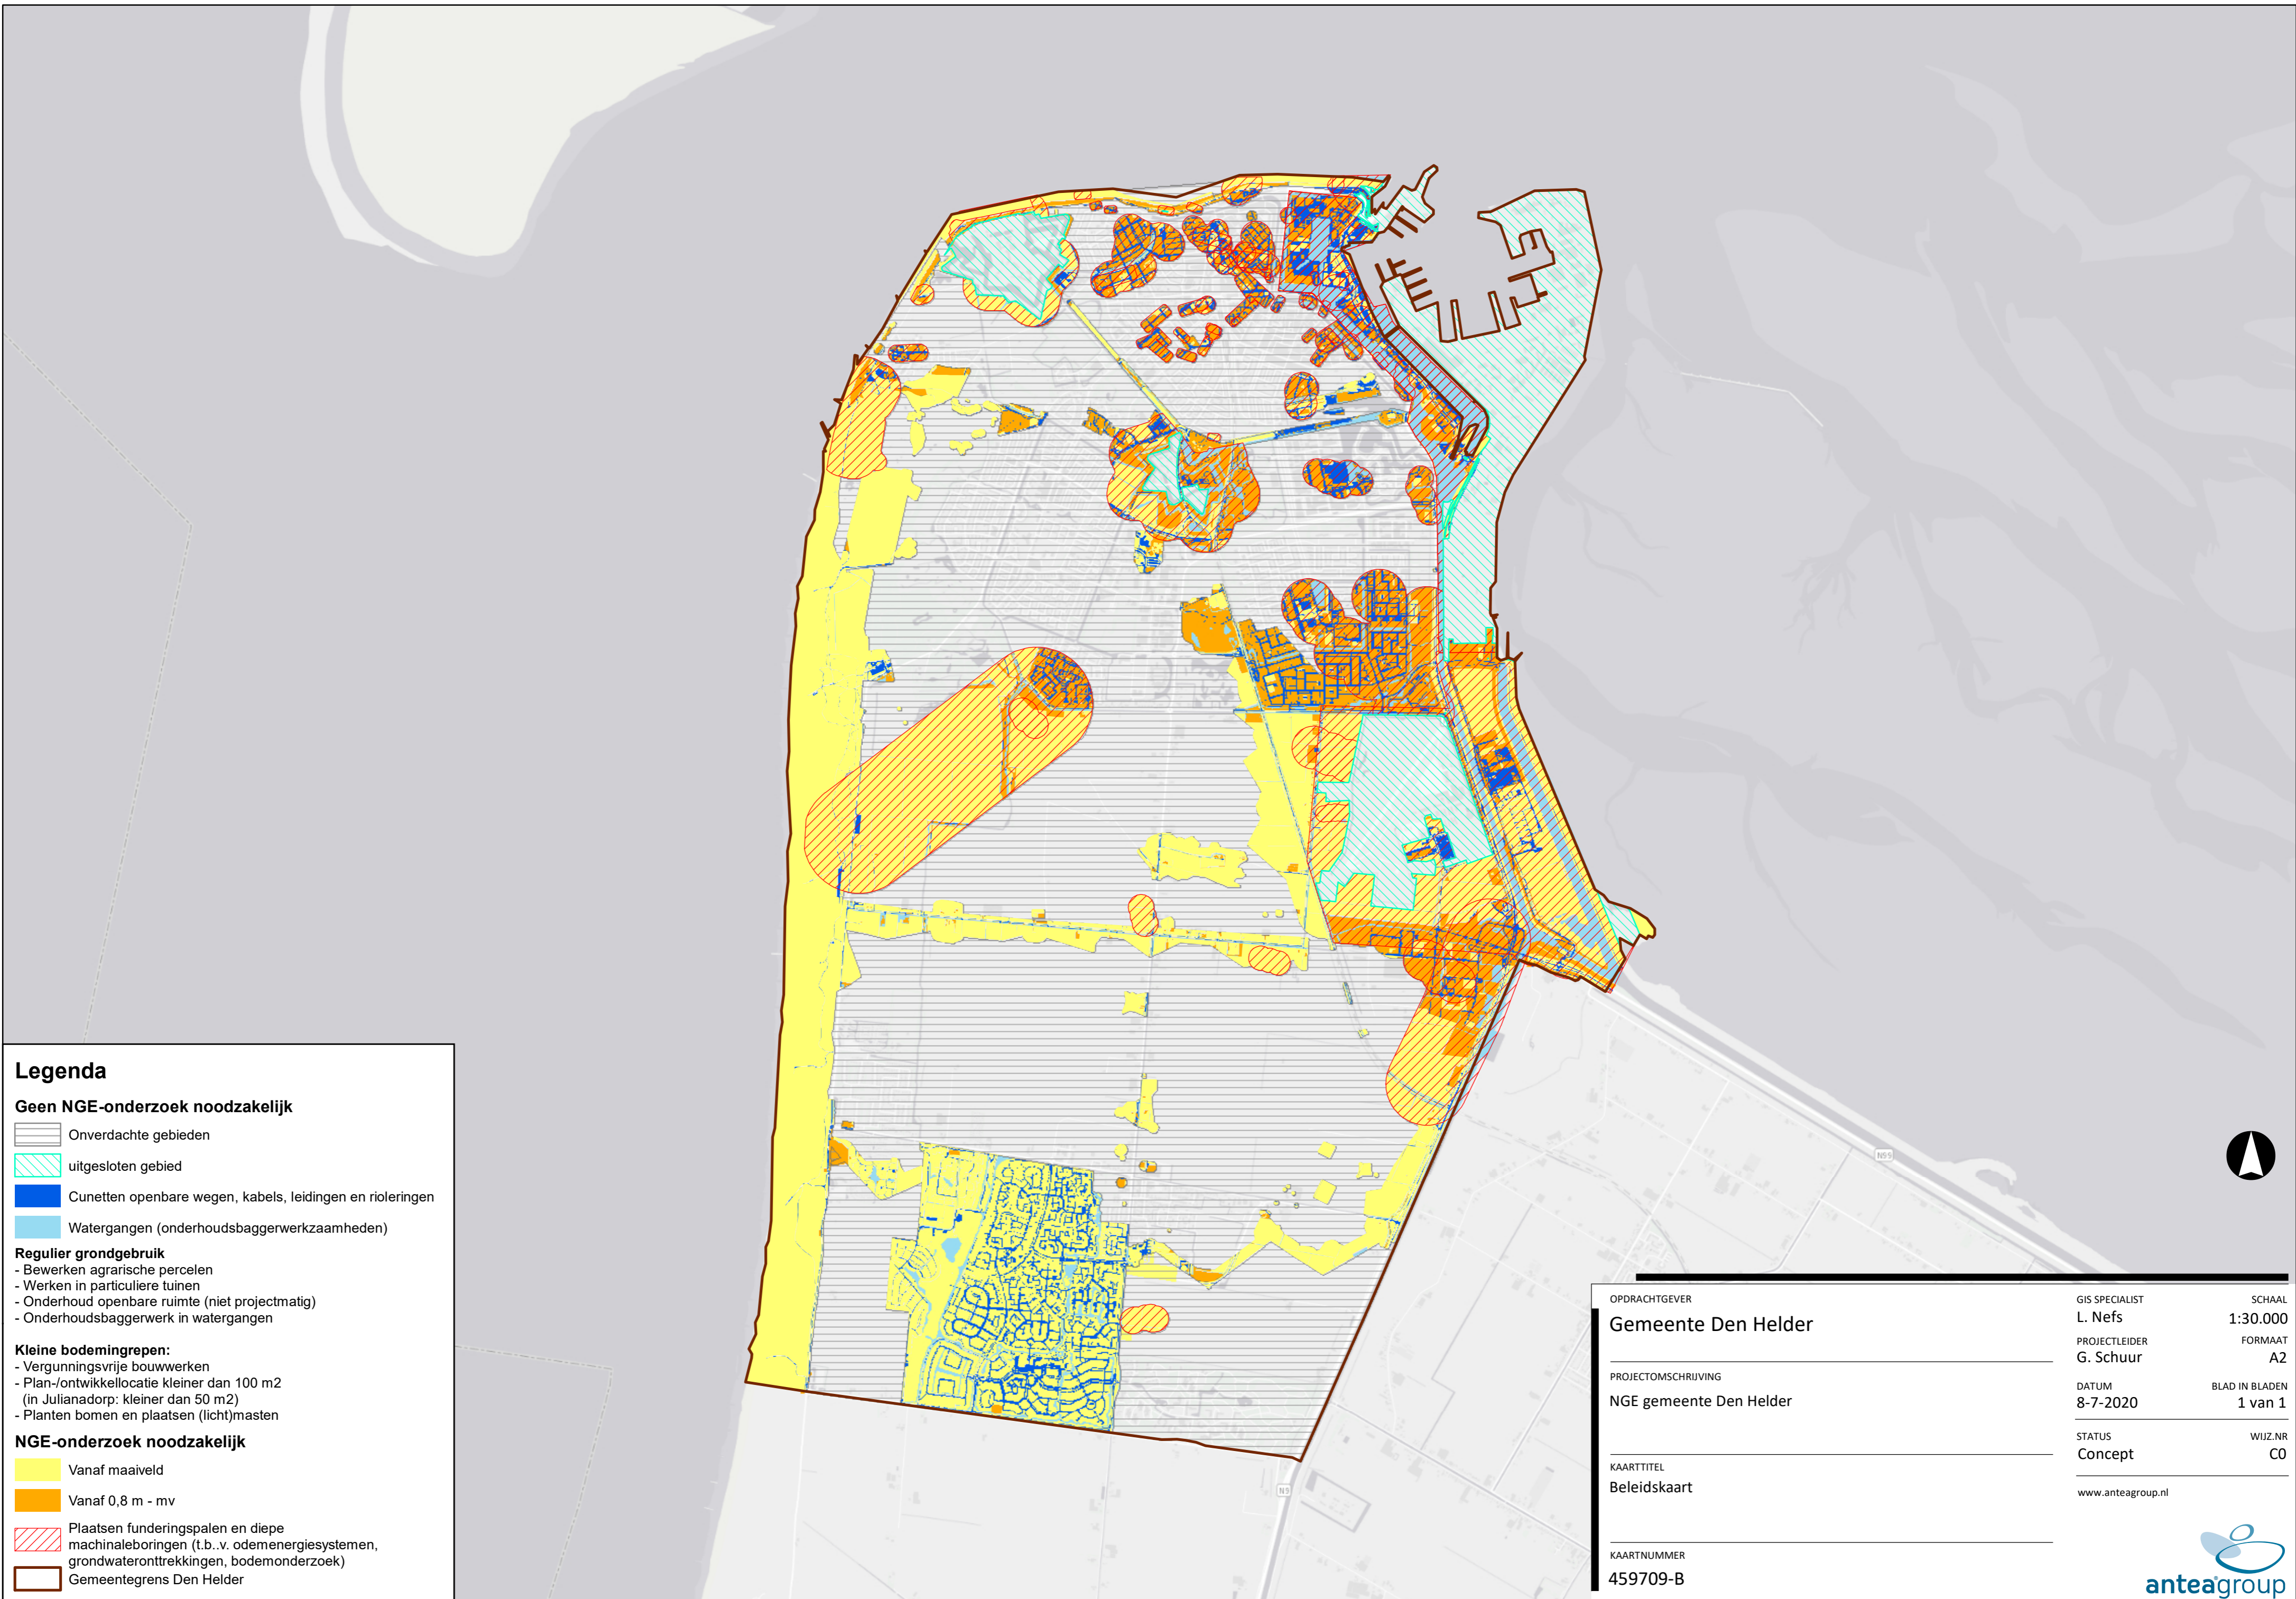 N99
N9
Legenda
Geen NGE-onderzoek noodzakelijk
Onverdachte gebieden
uitgesloten gebied
Cunetten openbare wegen, kabels, leidingen en rioleringen
Watergangen (onderhoudsbaggerwerkzaamheden)
Regulier grondgebruik
- Bewerken agrarische percelen
- Werken in particuliere tuinen
- Onderhoud openbare ruimte (niet projectmatig)
- Onderhoudsbaggerwerk in watergangen
Kleine bodemingrepen:
- Vergunningsvrije bouwwerken
- Plan-/ontwikkellocatie kleiner dan 100 m2
(in Julianadorp: kleiner dan 50 m2)
- Planten bomen en plaatsen (licht)masten
NGE-onderzoek noodzakelijk
Vanaf maaiveld
Vanaf 0,8 m - mv
Plaatsen funderingspalen en diepe
machinaleboringen (t.b..v. odemenergiesystemen,
grondwateronttrekkingen, bodemonderzoek)
Gemeentegrens Den Helder
OPDRACHTGEVER
Gemeente Den Helder
PROJECTOMSCHRIJVING
NGE gemeente Den Helder
KAARTTITEL
Beleidskaart
KAARTNUMMER
459709-B
GIS SPECIALIST SCHAAL
L. Nefs 1:30.000
PROJECTLEIDER FORMAAT
G. Schuur A2
DATUM BLAD IN BLADEN
8-7-2020 1 van 1
STATUS WIJZ.NR
Concept C0
www.anteagroup.nl
anteagroup